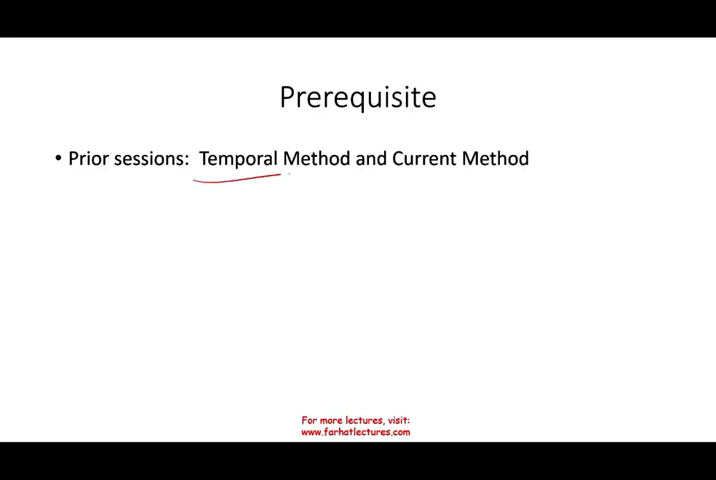 Prerequisite
• Prior sessions: Temporal Method and Current Method
For more lectures, visit:
www.farhatlectures.com